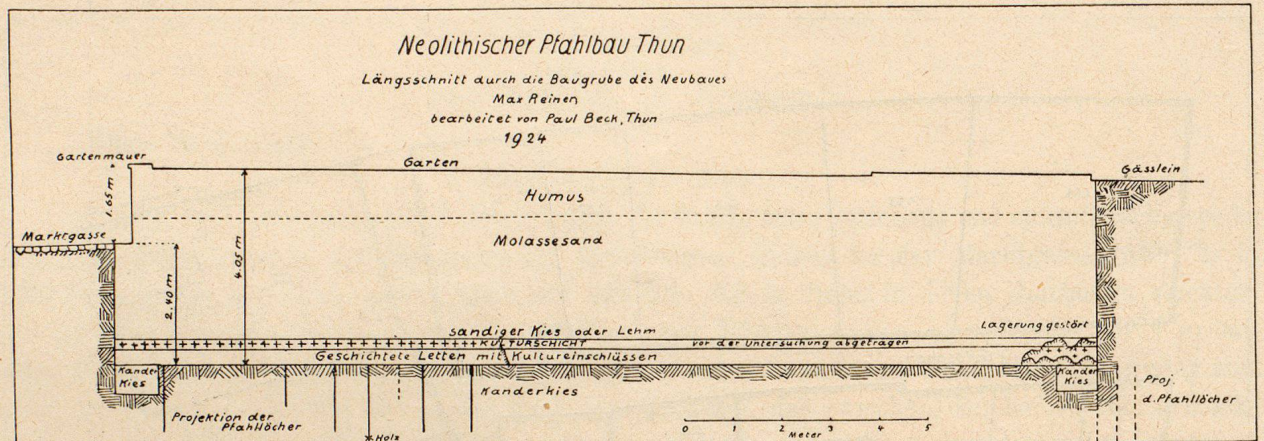 Neolithischer Pfahlbau Thun
Längsschnitt durch die Baugrube des Neubaues
Max Reinen
bearbeitet von Paul Beck, Thun
1924
Gartenmauer
Garten
Gässlein
1.65 m
Humus
Marktgasse
Molassesand
4.05 m
2.40 m
sandiger Kies oder Lehm
Lagerung gestört
KULTURSCHICHT
vor der Untersuchung abgetragen
Geschichtete Letten mit Kultureinschlüssen
Kander
Kies
Kander
Kies
Kanderkies
Proj.
d. Pfahllöcher
Projektion der
Pfahllöcher
Holz
0 1 2 3 4 5
Meter